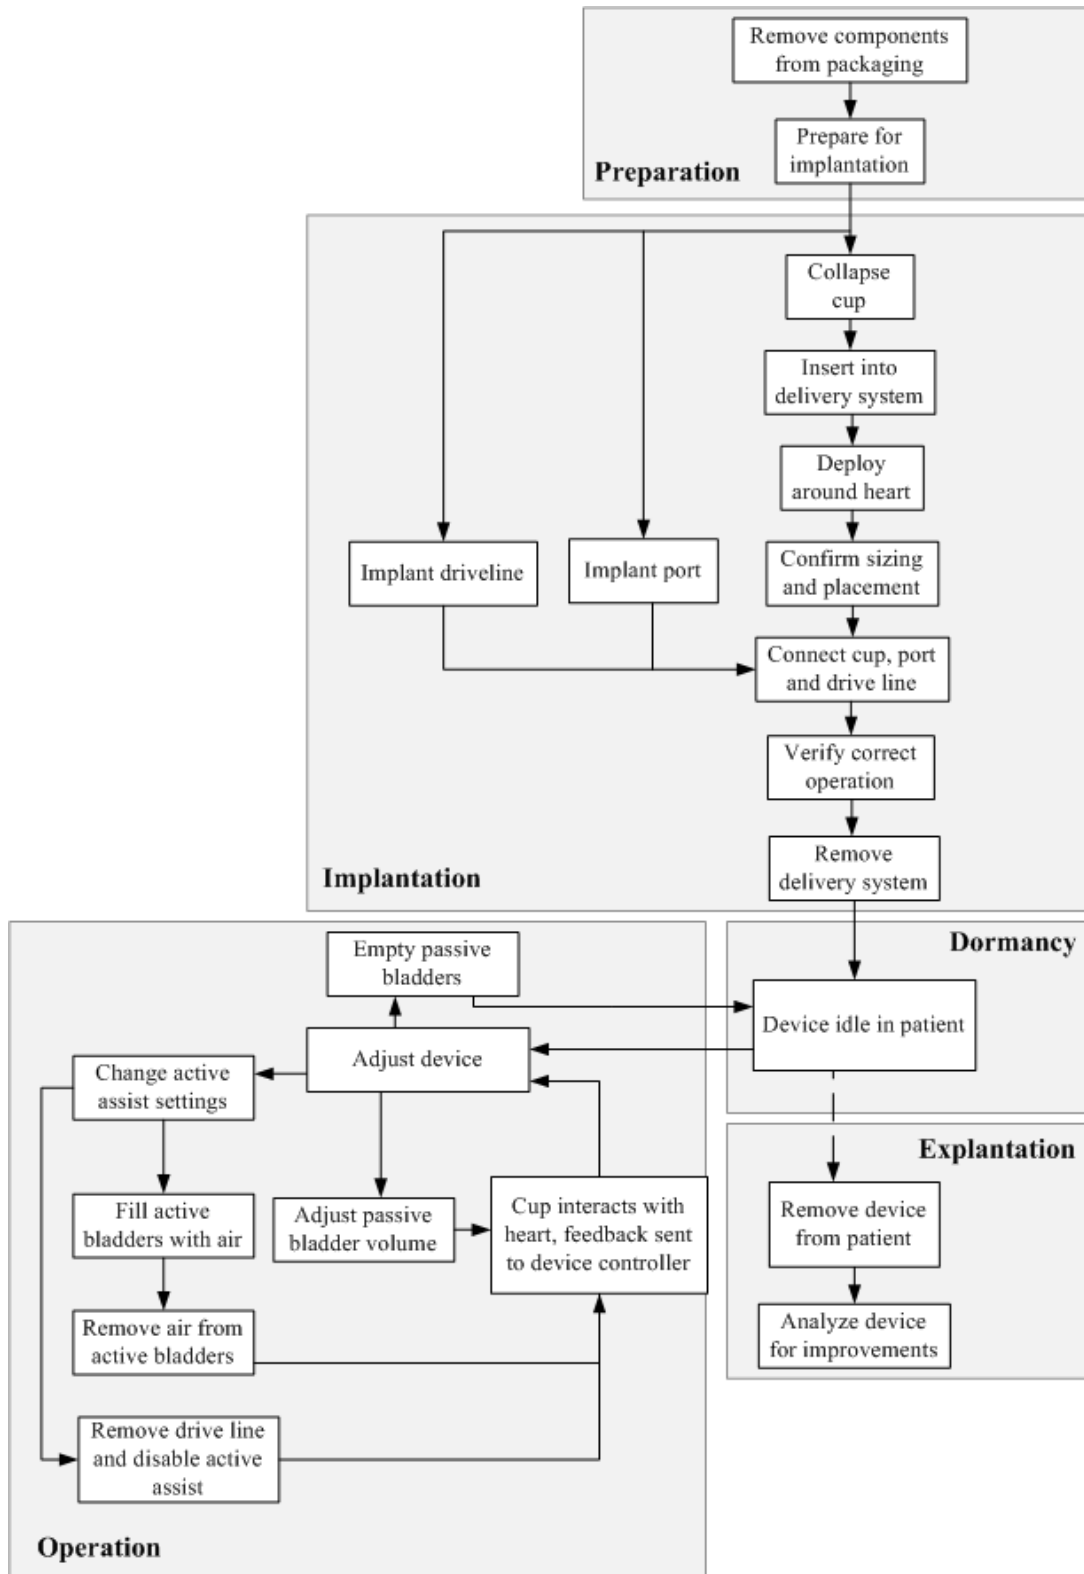 Remove components
from packaging
Prepare for
implantation
Preparation
Collapse
cup
Insert into
delivery system
Deploy
around heart
Implant driveline
Implant port
Confirm sizing
and placement
Connect cup, port
and drive line
Verify correct
operation
Remove
delivery system
Implantation
Dormancy
Empty passive
bladders
Device idle in patient
Adjust device
Change active
assist settings
Explantation
Fill active
bladders with air
Adjust passive
bladder volume
Cup interacts with
heart, feedback sent
to device controller
Remove device
from patient
Remove air from
active bladders
Analyze device
for improvements
Remove drive line
and disable active
assist
Operation